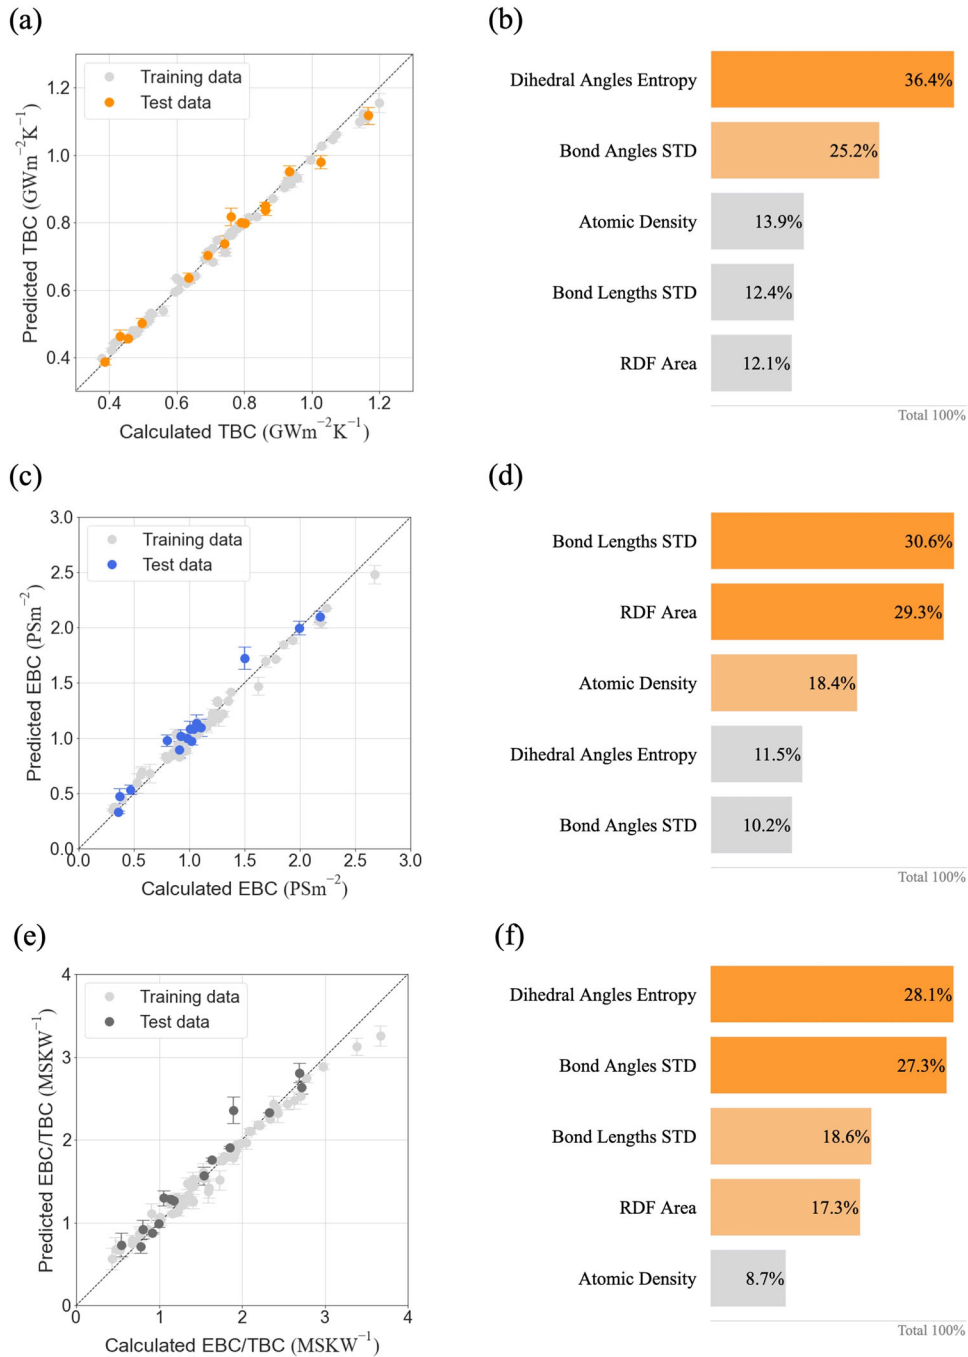 (a)
Training data
Test data
Predicted TBC (GWm⁻²K⁻¹)
1.2
1.0
0.8
0.6
0.4
0.4 0.6 0.8 1.0 1.2
Calculated TBC (GWm⁻²K⁻¹)
(b)
Dihedral Angles Entropy 36.4%
Bond Angles STD 25.2%
Atomic Density 13.9%
Bond Lengths STD 12.4%
RDF Area 12.1%
Total 100%
(c)
Training data
Test data
Predicted EBC (PSm⁻²)
3.0
2.5
2.0
1.5
1.0
0.5
0.0
0.0 0.5 1.0 1.5 2.0 2.5 3.0
Calculated EBC (PSm⁻²)
(d)
Bond Lengths STD 30.6%
RDF Area 29.3%
Atomic Density 18.4%
Dihedral Angles Entropy 11.5%
Bond Angles STD 10.2%
Total 100%
(e)
Training data
Test data
Predicted EBC/TBC (MSKW⁻¹)
4
3
2
1
0
0 1 2 3 4
Calculated EBC/TBC (MSKW⁻¹)
(f)
Dihedral Angles Entropy 28.1%
Bond Angles STD 27.3%
Bond Lengths STD 18.6%
RDF Area 17.3%
Atomic Density 8.7%
Total 100%